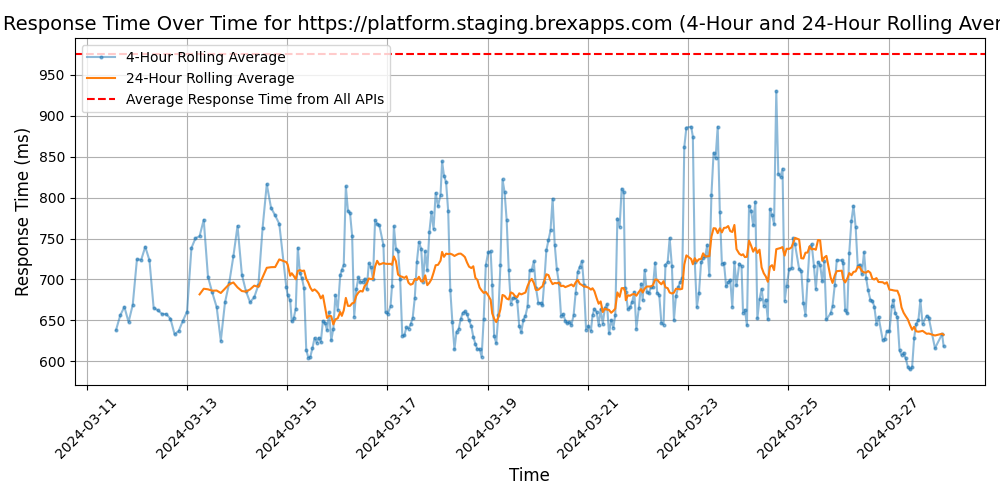 Response Time Over Time for https://platform.staging.brexapps.com (4-Hour and 24-Hour Rolling Aver
4-Hour Rolling Average
24-Hour Rolling Average
Average Response Time from All APIs
Response Time (ms)
950
900
850
800
750
700
650
600
2024-03-11
2024-03-13
2024-03-15
2024-03-17
2024-03-19
2024-03-21
2024-03-23
2024-03-25
2024-03-27
Time